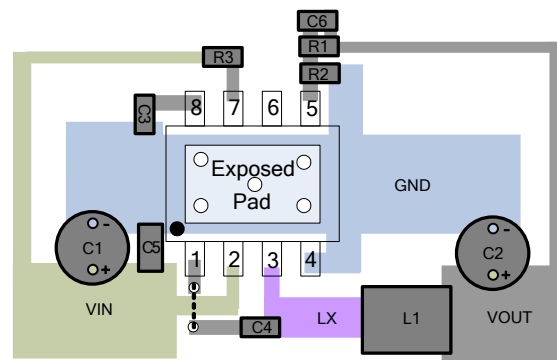 C6
R1
R3
R2
8 7 6 5
C3
Exposed
Pad
GND
- -
C1 C5 C2
+ +
1 2 3 4
VIN
C4 LX L1 VOUT